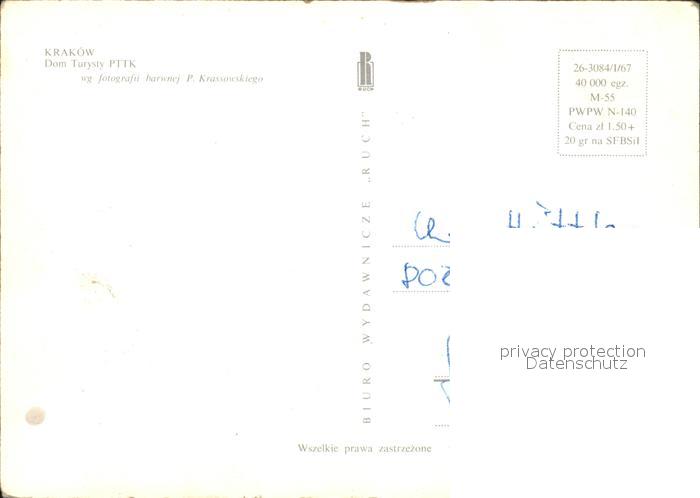 KRAKÓW
Dom Turysty PTTK
wg fotografii barwnej P. Krassowskiego
RUCH
BIURO WYDAWNICZE „RUCH”
26-3084/I/67
40 000 egz.
M-55
PWPW N-140
Cena zł 1.50+
20 gr na SFBSiI
privacy protection
Datenschutz
Wszelkie prawa zastrzeżone